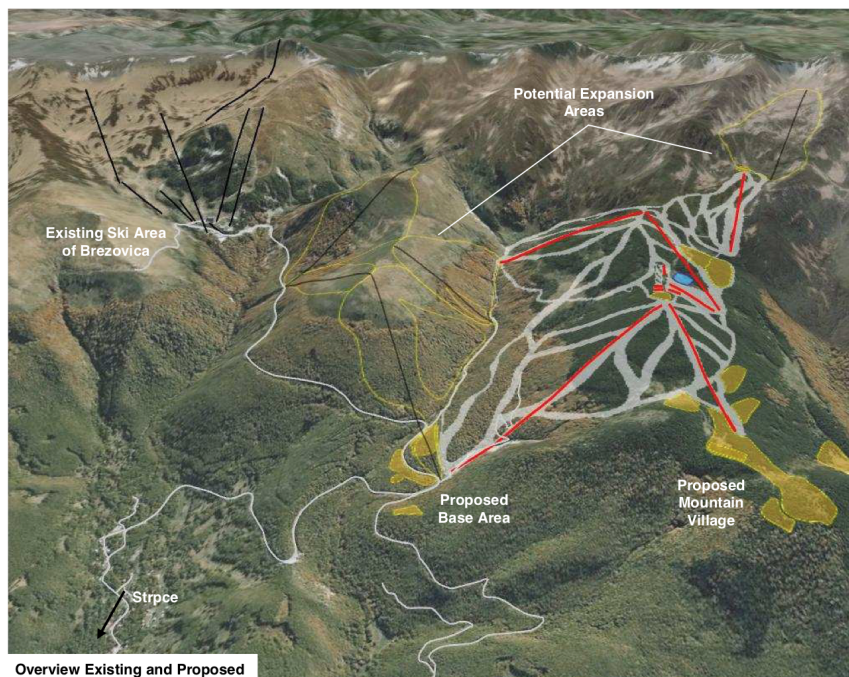 Potential Expansion
Areas
Existing Ski Area
of Brezovica
Proposed
Base Area
Proposed
Mountain
Village
Strpce
Overview Existing and Proposed